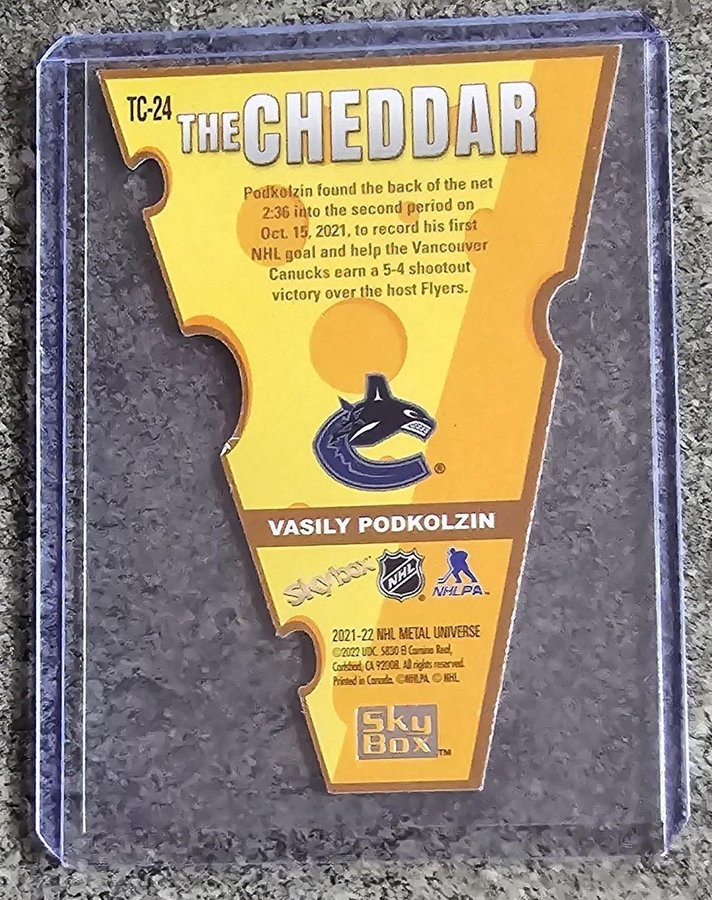 TC-24
THE CHEDDAR
Podkolzin found the back of the net
2:36 into the second period on
Oct. 15, 2021, to record his first
NHL goal and help the Vancouver
Canucks earn a 5-4 shootout
victory over the host Flyers.
®
VASILY PODKOLZIN
Skybox™ NHL ® NHLPA™
2021-22 NHL METAL UNIVERSE
©2022 UDC. 5830 El Camino Real,
Carlsbad, CA 92008. All rights reserved.
Printed in Canada. ©NHLPA. © NHL.
Sky
Box™